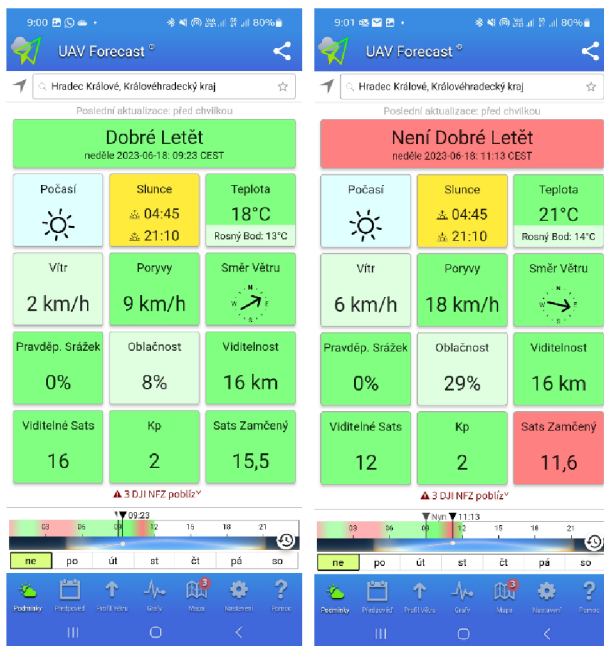 9:00 80%
UAV Forecast
Hradec Králové, Královéhradecký kraj
Poslední aktualizace: před chvilkou
Dobré Letět
neděle 2023-06-18: 09:23 CEST
Počasí Slunce Teplota
04:45 18°C
21:10 Rosný Bod: 13°C
Vítr Poryvy Směr Větru
2 km/h 9 km/h N W E S
Pravděp. Srážek Oblačnost Viditelnost
0% 8% 16 km
Viditelné Sats Kp Sats Zamčený
16 2 15,5
3 DJI NFZ poblíž
09:23
03 06 09 12 15 18 21
ne po út st čt pá so
3
Podmínky Předpověď Profil Větru Grafy Mapa Nastavení Pomoc
9:01 80%
UAV Forecast
Hradec Králové, Královéhradecký kraj
Poslední aktualizace: před chvilkou
Není Dobré Letět
neděle 2023-06-18: 11:13 CEST
Počasí Slunce Teplota
04:45 21°C
21:10 Rosný Bod: 14°C
Vítr Poryvy Směr Větru
6 km/h 18 km/h N W E S
Pravděp. Srážek Oblačnost Viditelnost
0% 29% 16 km
Viditelné Sats Kp Sats Zamčený
12 2 11,6
3 DJI NFZ poblíž
Nyn 11:13
03 06 09 12 15 18 21
ne po út st čt pá so
3
Podmínky Předpověď Profil Větru Grafy Mapa Nastavení Pomoc